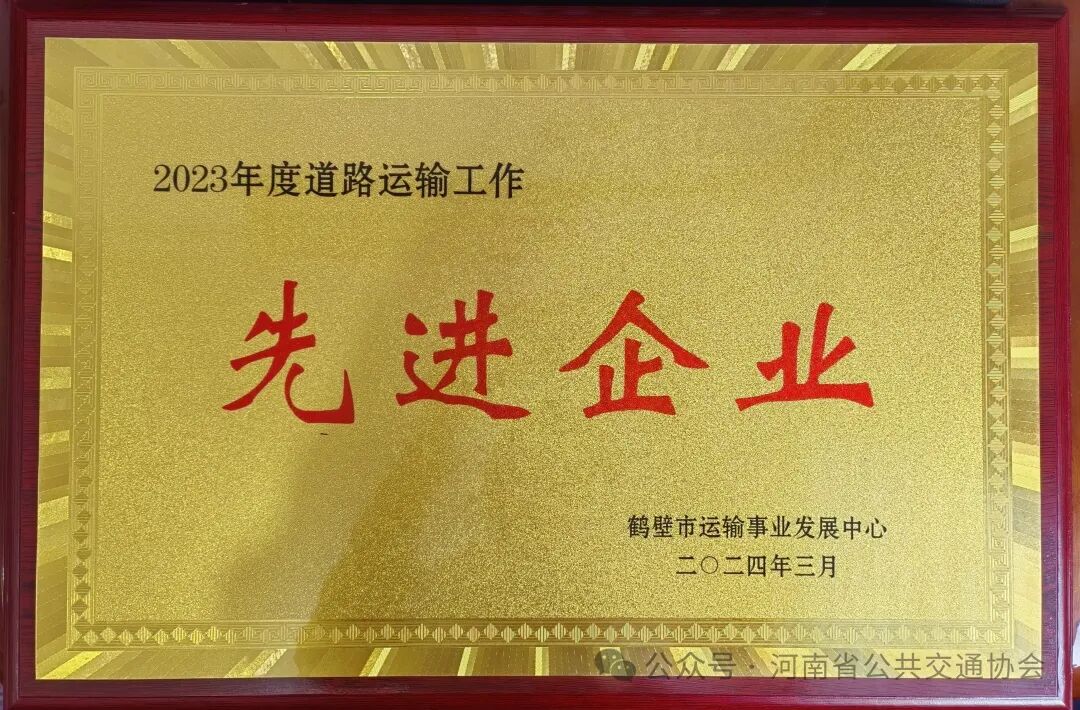 2023年度道路运输工作
先进企业
鹤壁市运输事业发展中心
二〇二四年三月
公众号·河南省公共交通协会